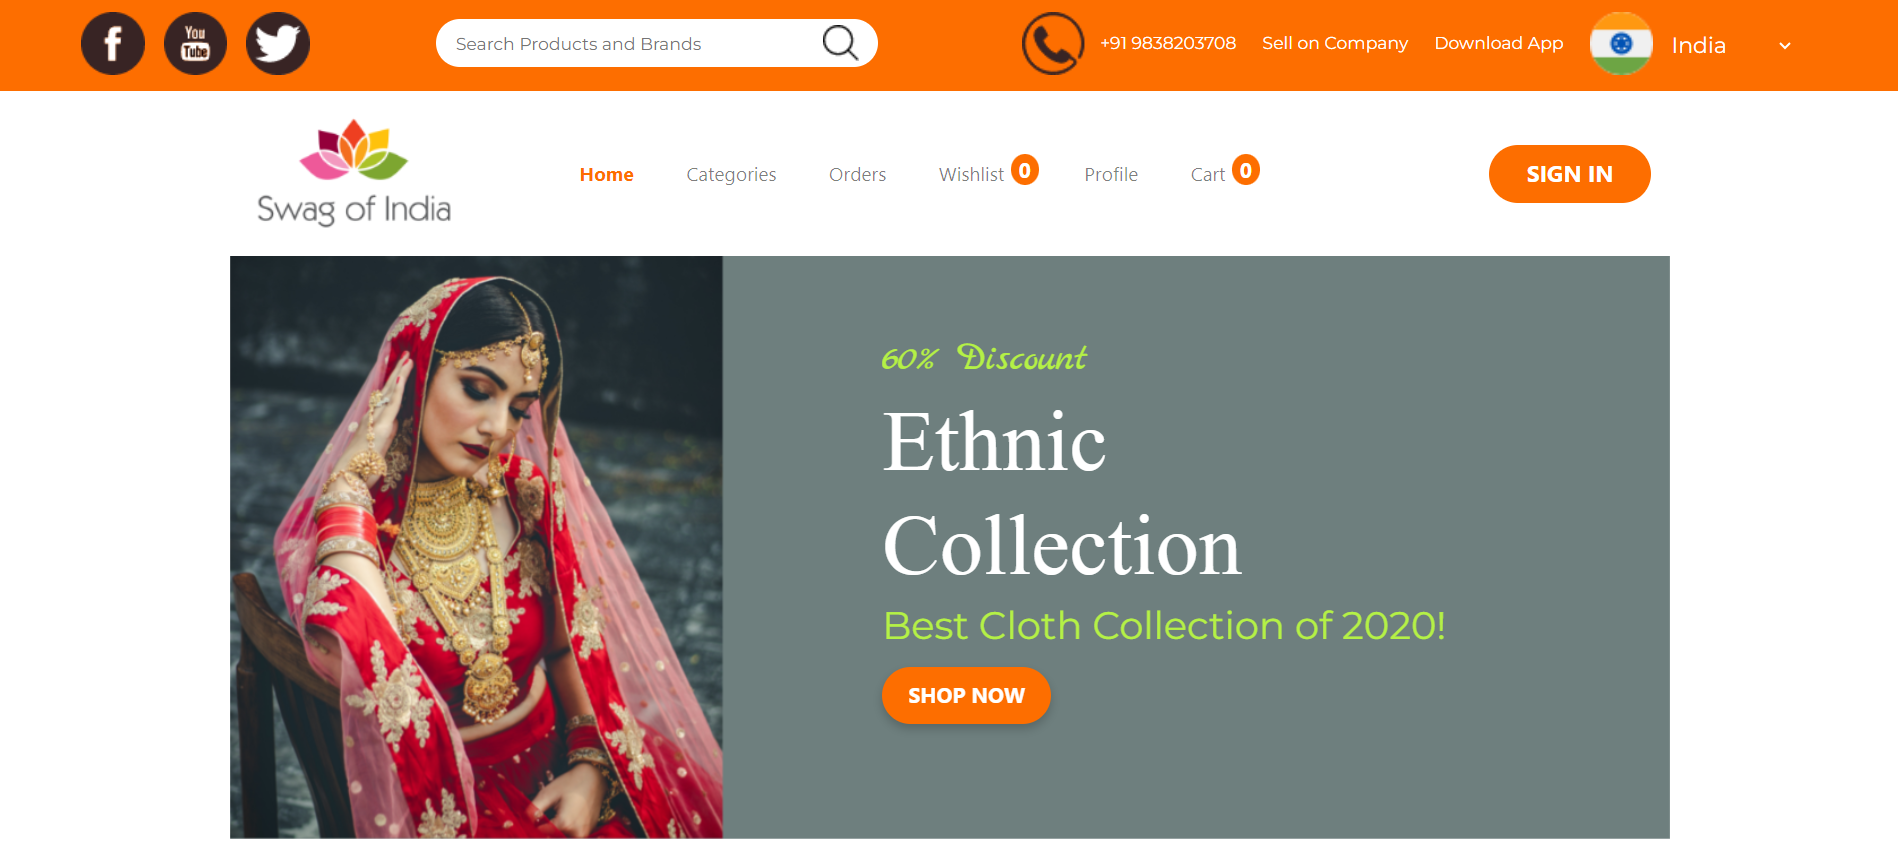 f
You
Tube
Search Products and Brands
+91 9838203708
Sell on Company
Download App
India
Swag of India
Home
Categories
Orders
Wishlist 0
Profile
Cart 0
SIGN IN
60% Discount
Ethnic
Collection
Best Cloth Collection of 2020!
SHOP NOW